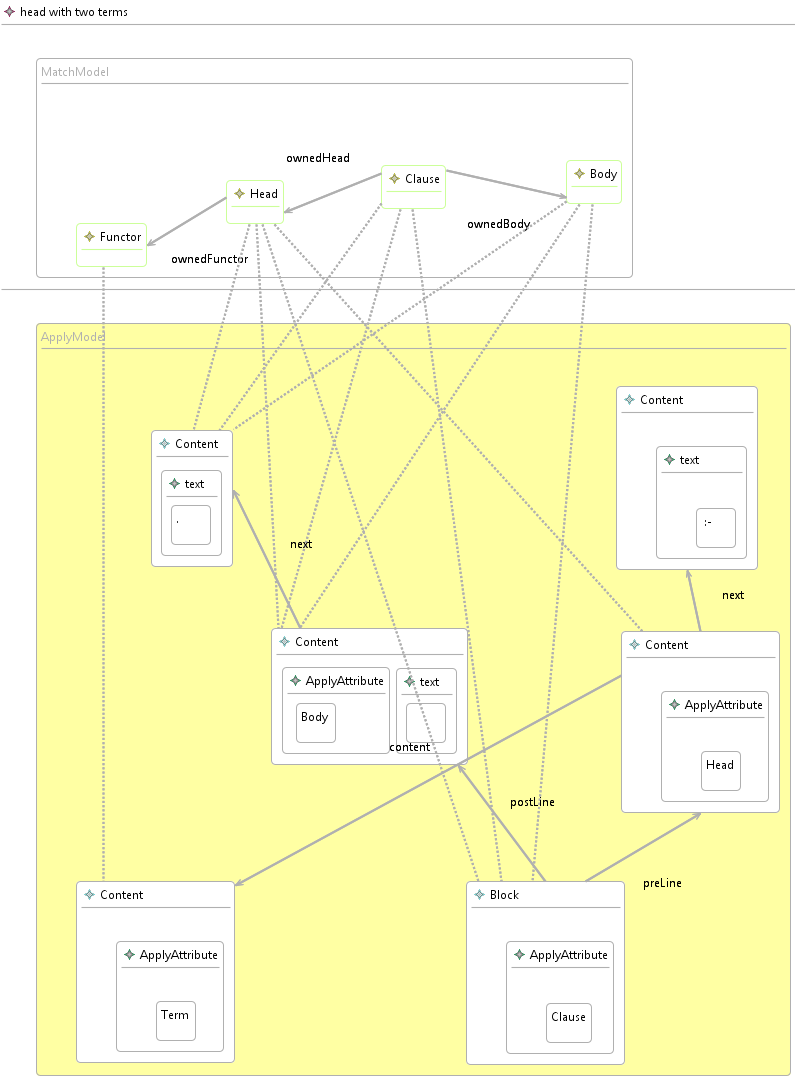 head with two terms
MatchModel
ownedHead
Head
Clause
Body
Functor
ownedBody
ownedFunctor
ApplyModel
Content
text
.
Content
text
:-
next
next
Content
ApplyAttribute
Body
text
content
Content
ApplyAttribute
Head
postLine
preLine
Content
ApplyAttribute
Term
Block
ApplyAttribute
Clause